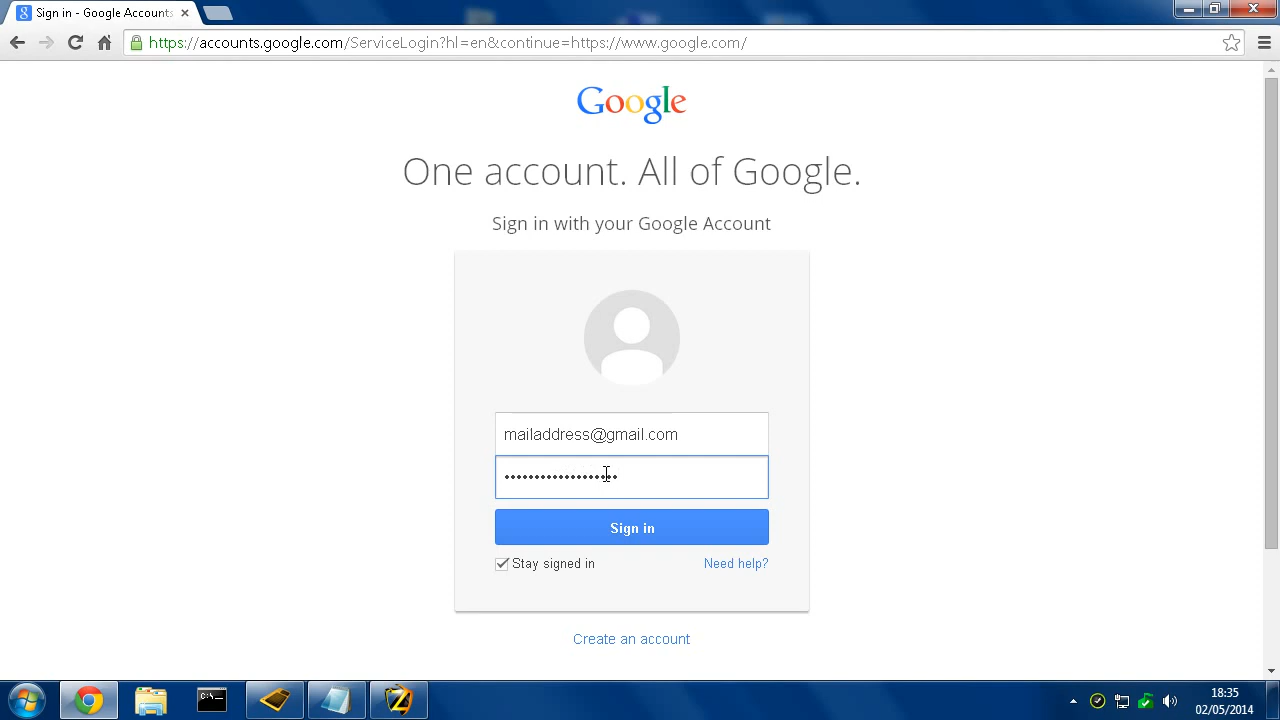 Sign in - Google Accounts
https://accounts.google.com/ServiceLogin?hl=en&continue=https://www.google.com/
Google
One account. All of Google.
Sign in with your Google Account
mailaddress@gmail.com
Sign in
Stay signed in
Need help?
Create an account
18:35
02/05/2014